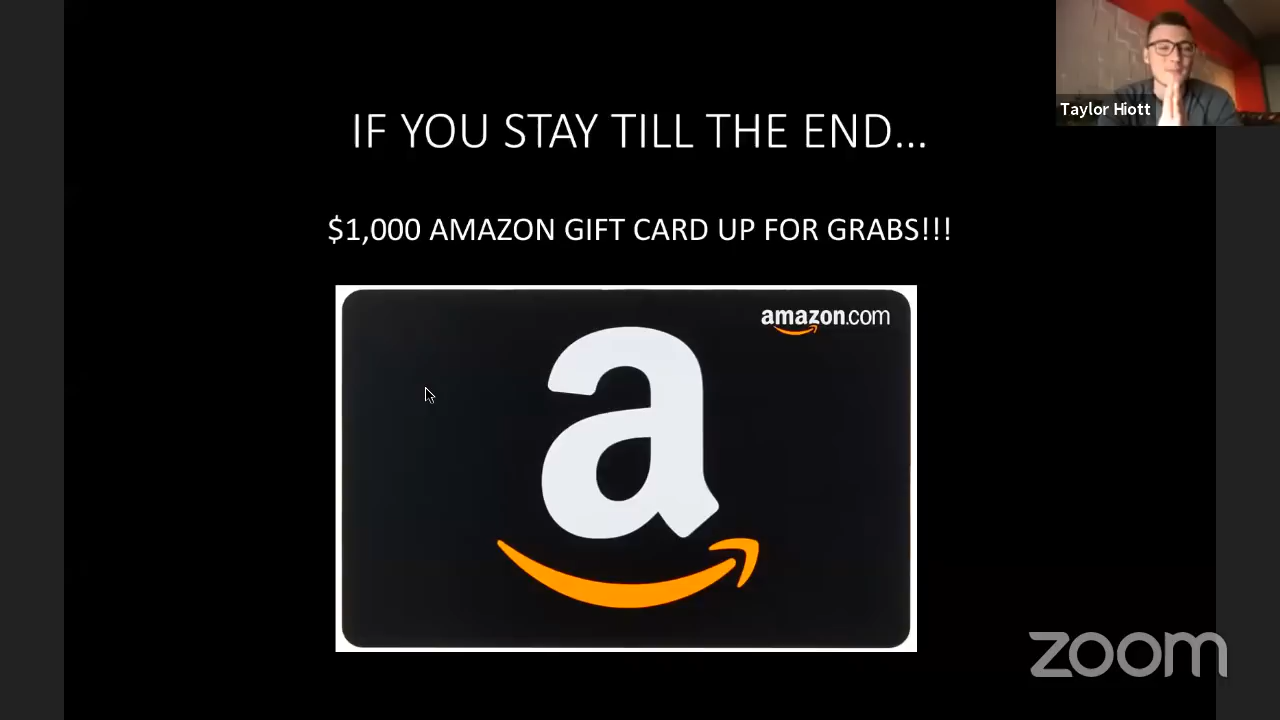 Taylor Hiott
IF YOU STAY TILL THE END...
$1,000 AMAZON GIFT CARD UP FOR GRABS!!!
amazon.com
a
zoom